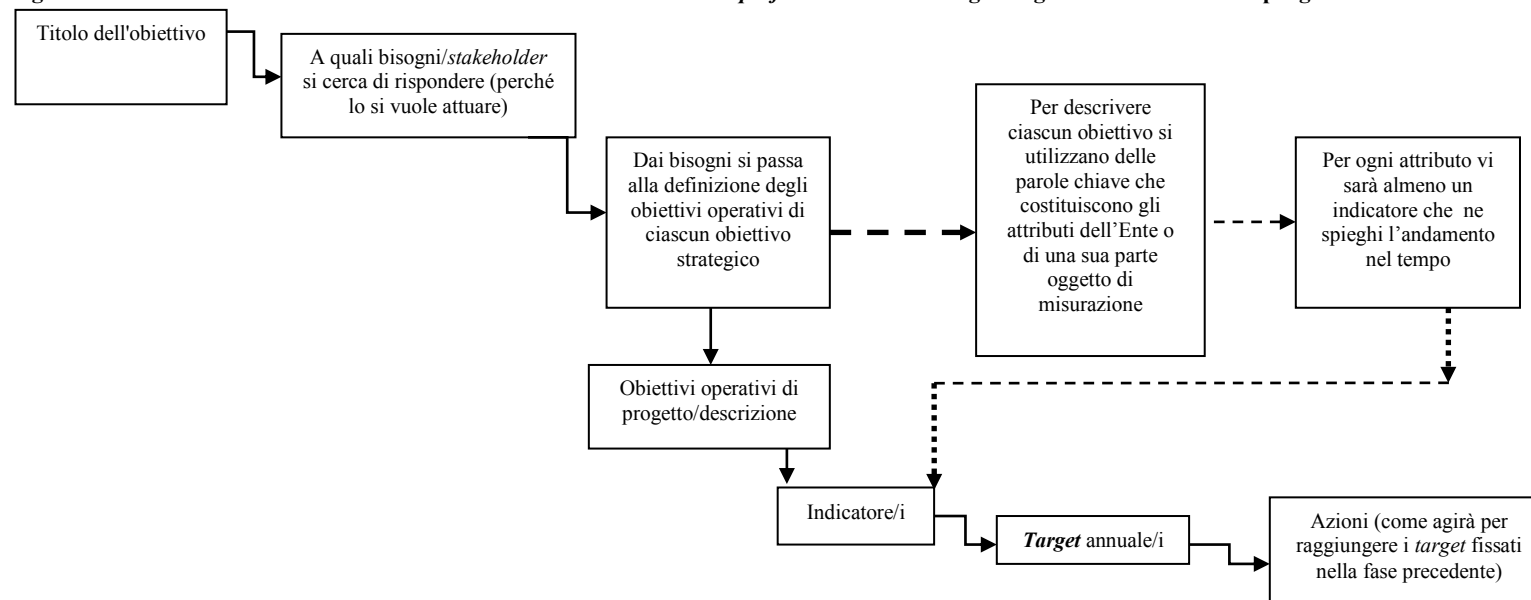 Titolo dell'obiettivo
A quali bisogni/stakeholder
si cerca di rispondere (perché
lo si vuole attuare)
Dai bisogni si passa
alla definizione degli
obiettivi operativi di
ciascun obiettivo
strategico
Per descrivere
ciascun obiettivo si
utilizzano delle
parole chiave che
costituiscono gli
attributi dell’Ente o
di una sua parte
oggetto di
misurazione
Per ogni attributo vi
sarà almeno un
indicatore che ne
spieghi l’andamento
nel tempo
Obiettivi operativi di
progetto/descrizione
Indicatore/i
Target annuale/i
Azioni (come agirà per
raggiungere i target fissati
nella fase precedente)